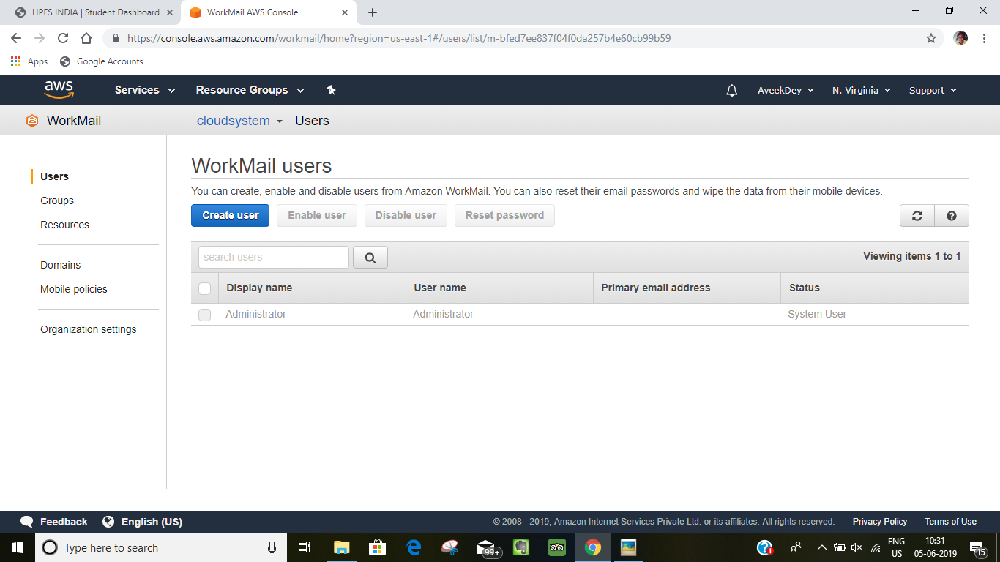 HPES INDIA | Student Dashboard
WorkMail AWS Console
https://console.aws.amazon.com/workmail/home?region=us-east-1#/users/list/m-bfed7ee837f04f0da257b4e60cb99b59
Apps Google Accounts
aws Services Resource Groups AveekDey N. Virginia Support
WorkMail cloudsystem Users
Users
Groups
Resources
Domains
Mobile policies
Organization settings
WorkMail users
You can create, enable and disable users from Amazon WorkMail. You can also reset their email passwords and wipe the data from their mobile devices.
Create user Enable user Disable user Reset password
search users Viewing items 1 to 1
Display name User name Primary email address Status
Administrator Administrator System User
Feedback English (US) © 2008 - 2019, Amazon Internet Services Private Ltd. or its affiliates. All rights reserved. Privacy Policy Terms of Use
Type here to search 99+ ENG 10:31
US 05-06-2019 15